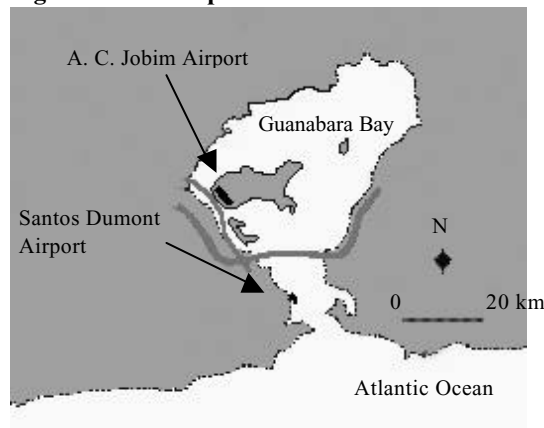 A. C. Jobim Airport
Guanabara Bay
Santos Dumont
Airport
N
0 20 km
Atlantic Ocean